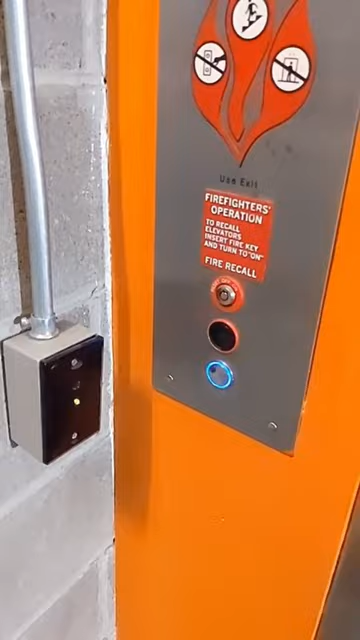 Use Exit
FIREFIGHTERS'
OPERATION
TO RECALL
ELEVATORS
INSERT FIRE KEY
AND TURN TO "ON"
FIRE RECALL